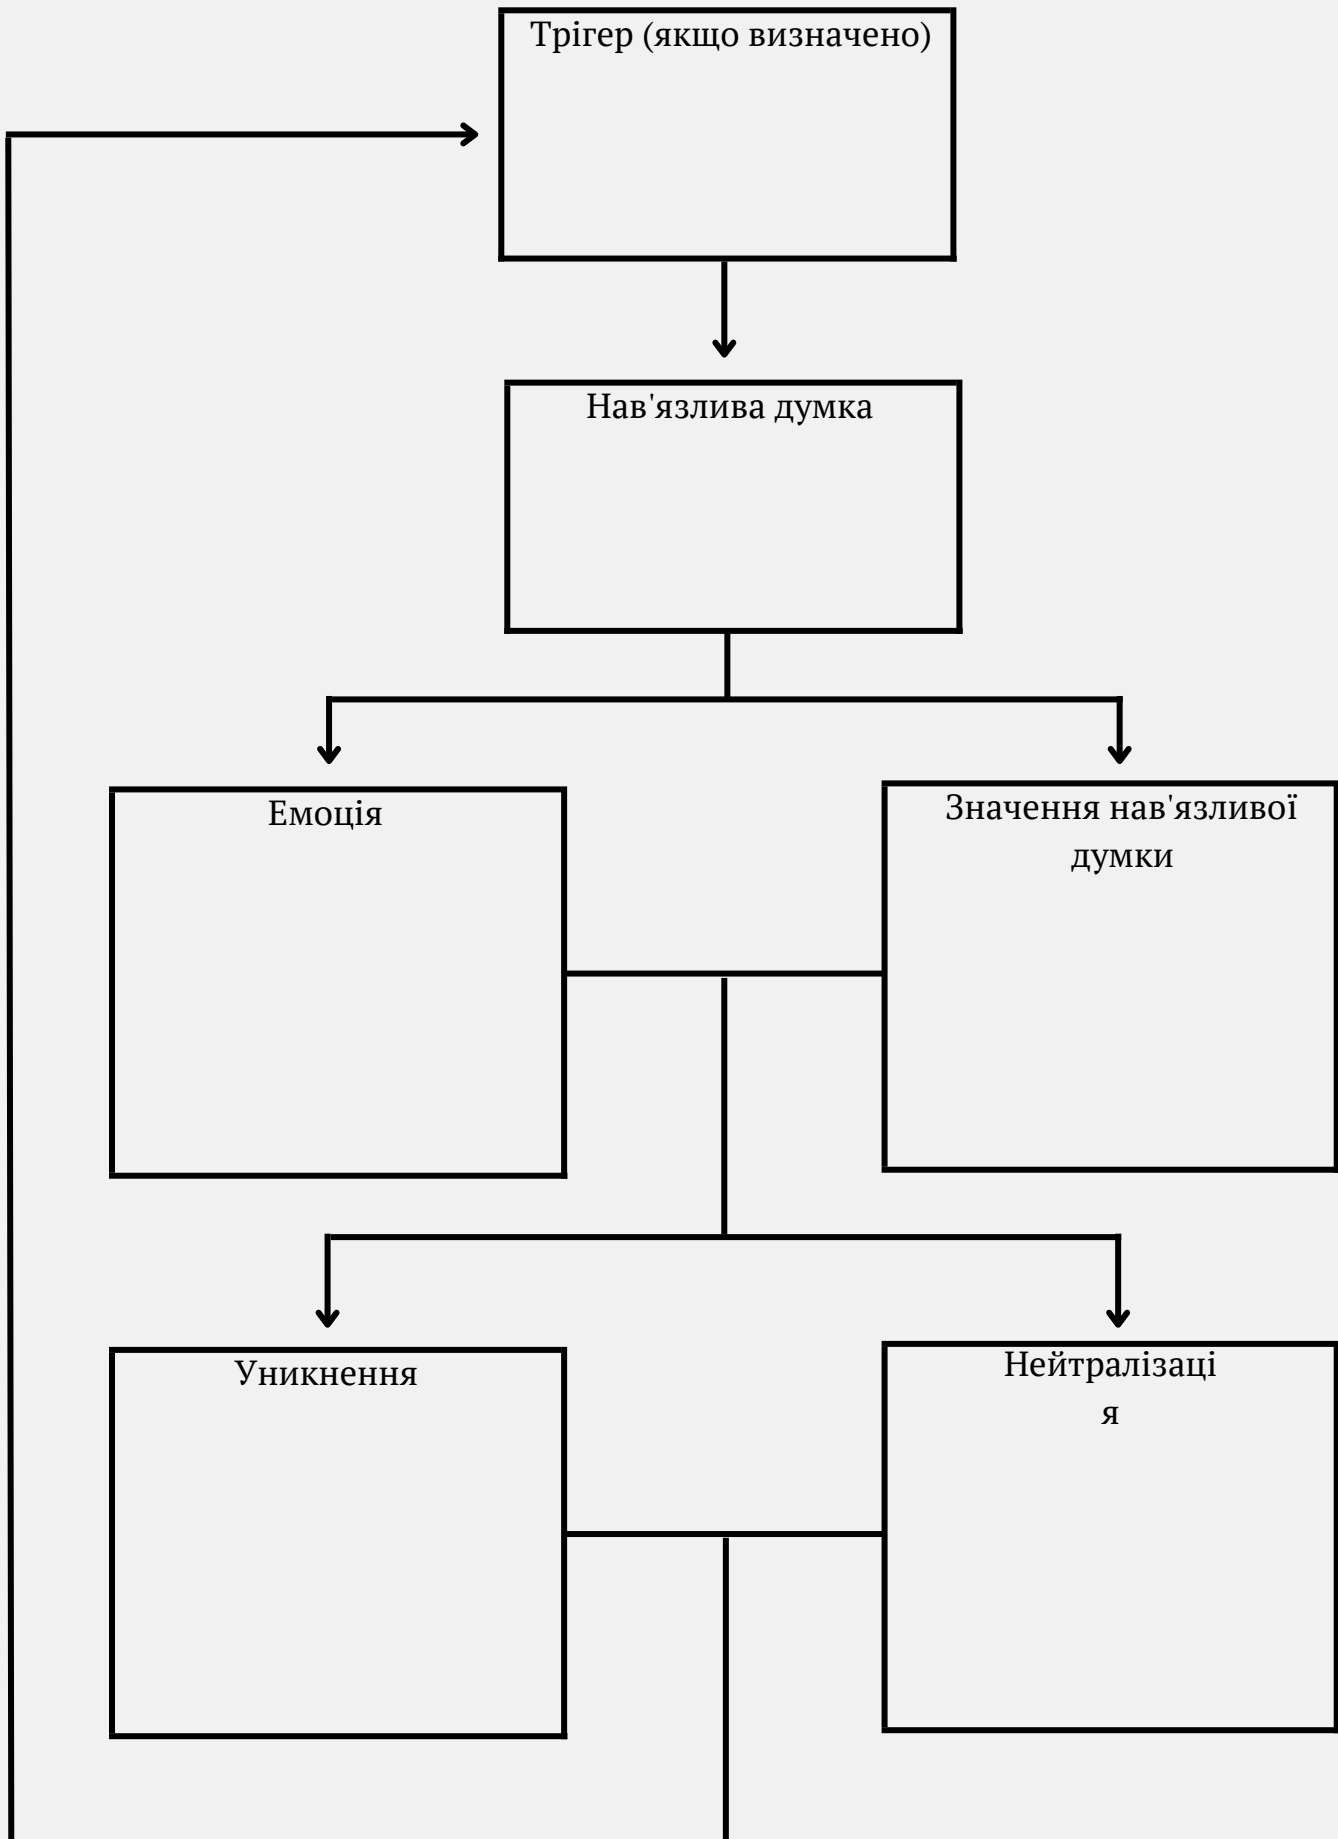 Трігер (якщо визначено)
Нав'язлива думка
Емоція
Значення нав'язливої
думки
Уникнення
Нейтралізаці
я